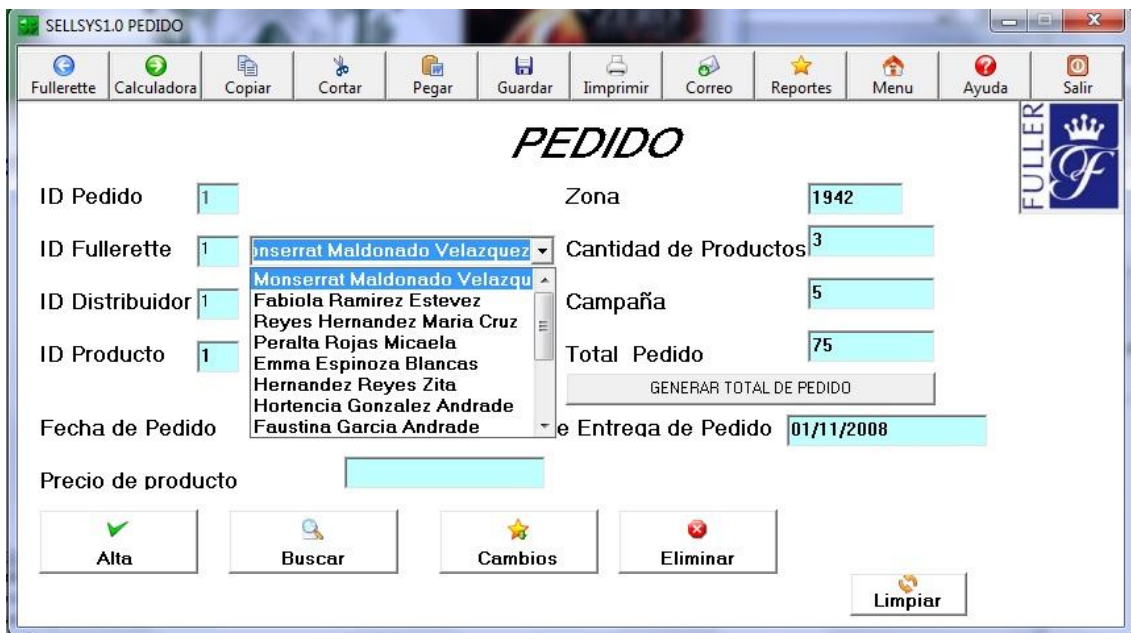 SELLSYS1.0 PEDIDO
Fullerette Calculadora Copiar Cortar Pegar Guardar Iimprimir Correo Reportes Menu Ayuda Salir
FULLER
PEDIDO
ID Pedido 1 Zona 1942
ID Fullerette 1 onserrat Maldonado Velazquez Cantidad de Productos 3
Monserrat Maldonado Velazqu
Fabiola Ramirez Estevez
ID Distribuidor 1 Campaña 5
Reyes Hernandez Maria Cruz
Peralta Rojas Micaela
ID Producto 1 Total Pedido 75
Emma Espinoza Blancas
Hernandez Reyes Zita
GENERAR TOTAL DE PEDIDO
Hortencia Gonzalez Andrade
Faustina Garcia Andrade
Fecha de Pedido e Entrega de Pedido 01/11/2008
Precio de producto
Alta Buscar Cambios Eliminar
Limpiar